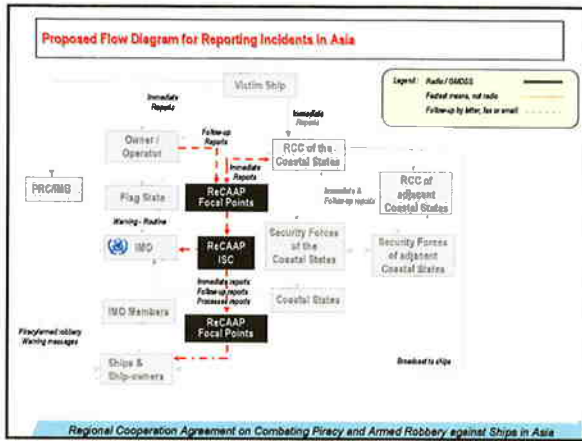 Proposed Flow Diagram for Reporting Incidents in Asia
Legend : Radio / GMDSS
Fastest means, not radio
Follow-up by letter, fax or email
Victim Ship
Immediate
Reports
Immediate
Reports
Owner /
Operator
Follow-up
Reports
RCC of the
Coastal States
Immediate
Reports
PRC/IMB
Flag State
ReCAAP
Focal Points
Immediate &
Follow-up reports
RCC of
adjacent
Coastal States
Warning - Routine
IMO
ReCAAP
ISC
Security Forces
of the
Coastal States
Security Forces
of adjacent
Coastal States
Immediate reports
Follow-up reports
Processed reports
Coastal States
IMO Members
ReCAAP
Focal Points
Piracy/armed robbery
Warning messages
Ships &
Ship-owners
Broadcast to ships
Regional Cooperation Agreement on Combating Piracy and Armed Robbery against Ships in Asia